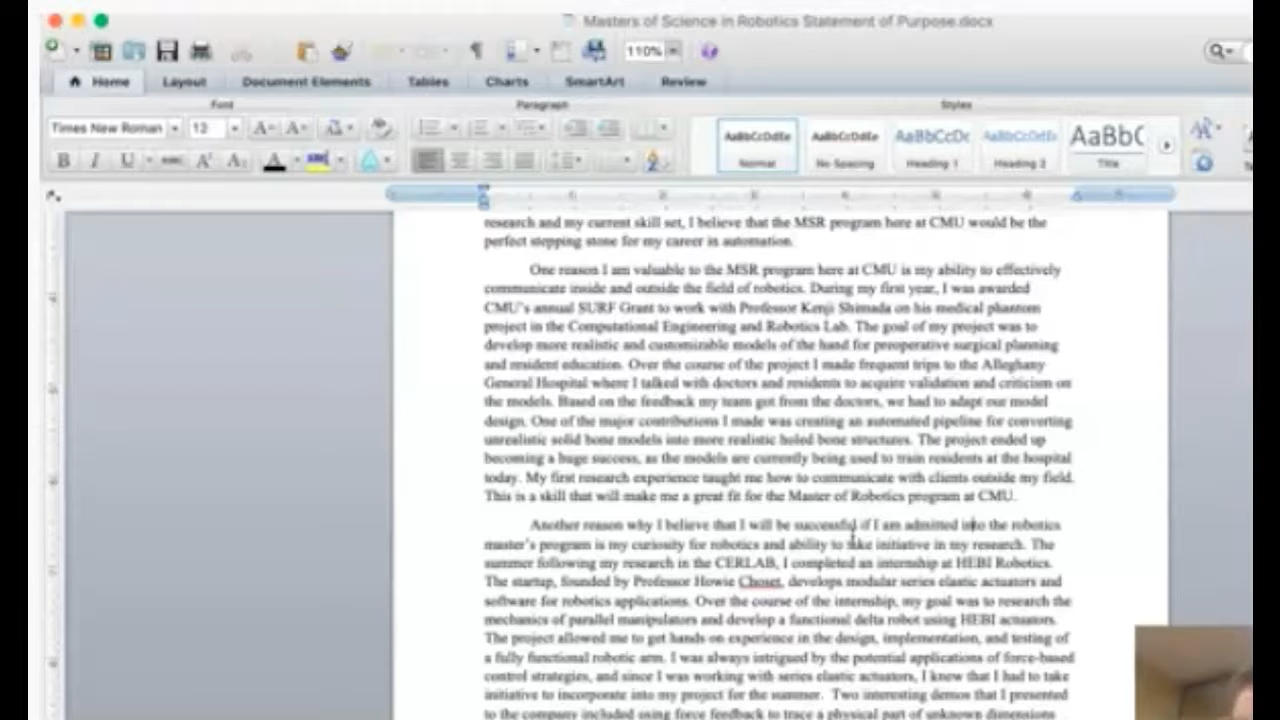 Masters of Science in Robotics Statement of Purpose.docx
110%
Home Layout Document Elements Tables Charts SmartArt Review
Font Paragraph Styles
Times New Roman 13
AaBbCcDdEe AaBbCcDdEe AaBbCcDc AaBbCcDdEe AaBbC
B I U ABC A A A ABC A
Normal No Spacing Heading 1 Heading 2 Title
research and my current skill set, I believe that the MSR program here at CMU would be the
perfect stepping stone for my career in automation.
One reason I am valuable to the MSR program here at CMU is my ability to effectively
communicate inside and outside the field of robotics. During my first year, I was awarded
CMU's annual SURF Grant to work with Professor Kenji Shimada on his medical phantom
project in the Computational Engineering and Robotics Lab. The goal of my project was to
develop more realistic and customizable models of the hand for preoperative surgical planning
and resident education. Over the course of the project I made frequent trips to the Alleghany
General Hospital where I talked with doctors and residents to acquire validation and criticism on
the models. Based on the feedback my team got from the doctors, we had to adapt our model
design. One of the major contributions I made was creating an automated pipeline for converting
unrealistic solid bone models into more realistic holed bone structures. The project ended up
becoming a huge success, as the models are currently being used to train residents at the hospital
today. My first research experience taught me how to communicate with clients outside my field.
This is a skill that will make me a great fit for the Master of Robotics program at CMU.
Another reason why I believe that I will be successful if I am admitted into the robotics
master's program is my curiosity for robotics and ability to take initiative in my research. The
summer following my research in the CERLAB, I completed an internship at HEBI Robotics.
The startup, founded by Professor Howie Choset, develops modular series elastic actuators and
software for robotics applications. Over the course of the internship, my goal was to research the
mechanics of parallel manipulators and develop a functional delta robot using HEBI actuators.
The project allowed me to get hands on experience in the design, implementation, and testing of
a fully functional robotic arm. I was always intrigued by the potential applications of force-based
control strategies, and since I was working with series elastic actuators, I knew that I had to take
initiative to incorporate into my project for the summer. Two interesting demos that I presented
to the company included using force feedback to trace a physical part of unknown dimensions